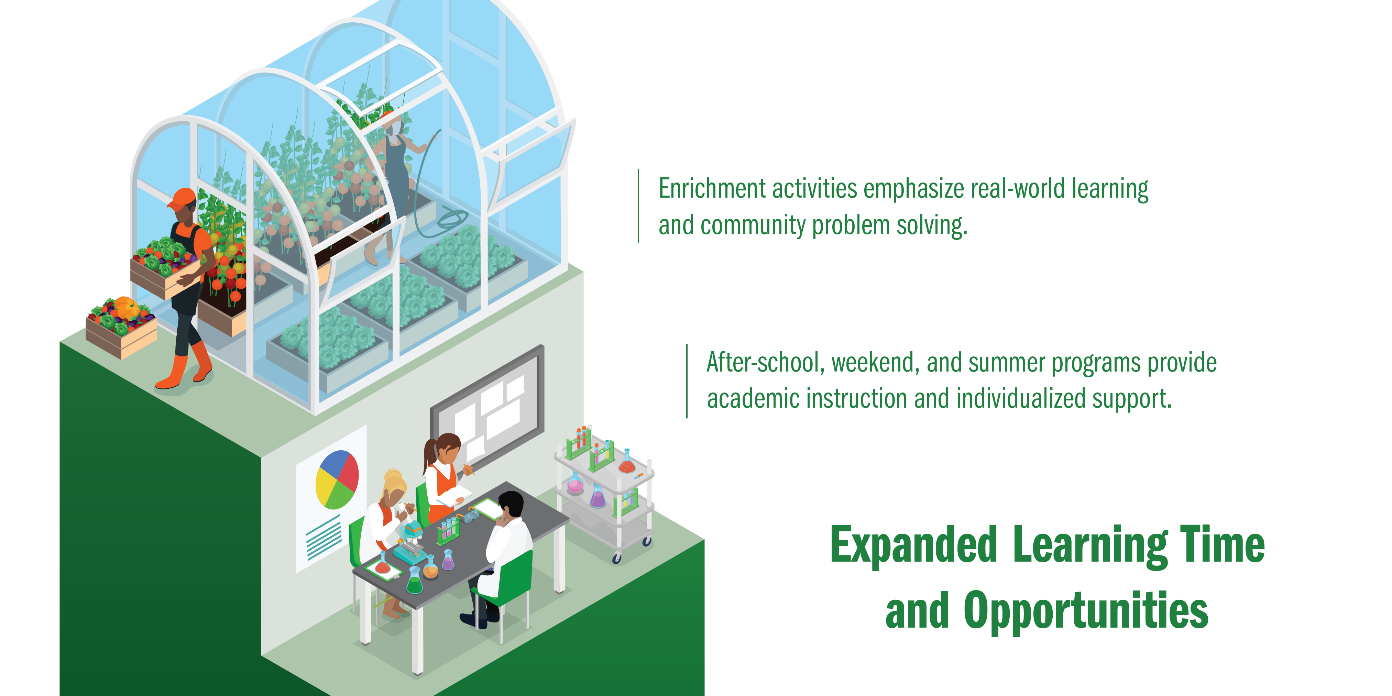 Enrichment activities emphasize real-world learning
and community problem solving.
After-school, weekend, and summer programs provide
academic instruction and individualized support.
Expanded Learning Time
and Opportunities